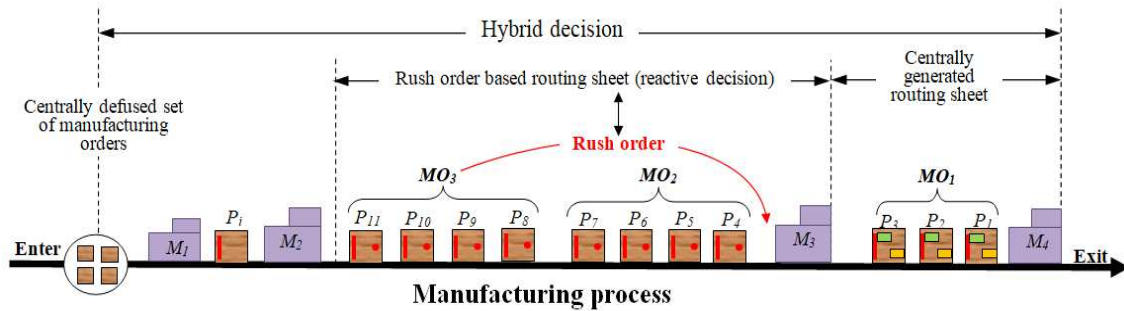 Hybrid decision
Rush order based routing sheet (reactive decision)
Centrally
generated
routing sheet
Centrally defused set
of manufacturing
orders
Rush order
MO3
MO2
MO1
Pi
P11
P10
P9
P8
P7
P6
P5
P4
P3
P2
P1
M1
M2
M3
M4
Enter
Exit
Manufacturing process